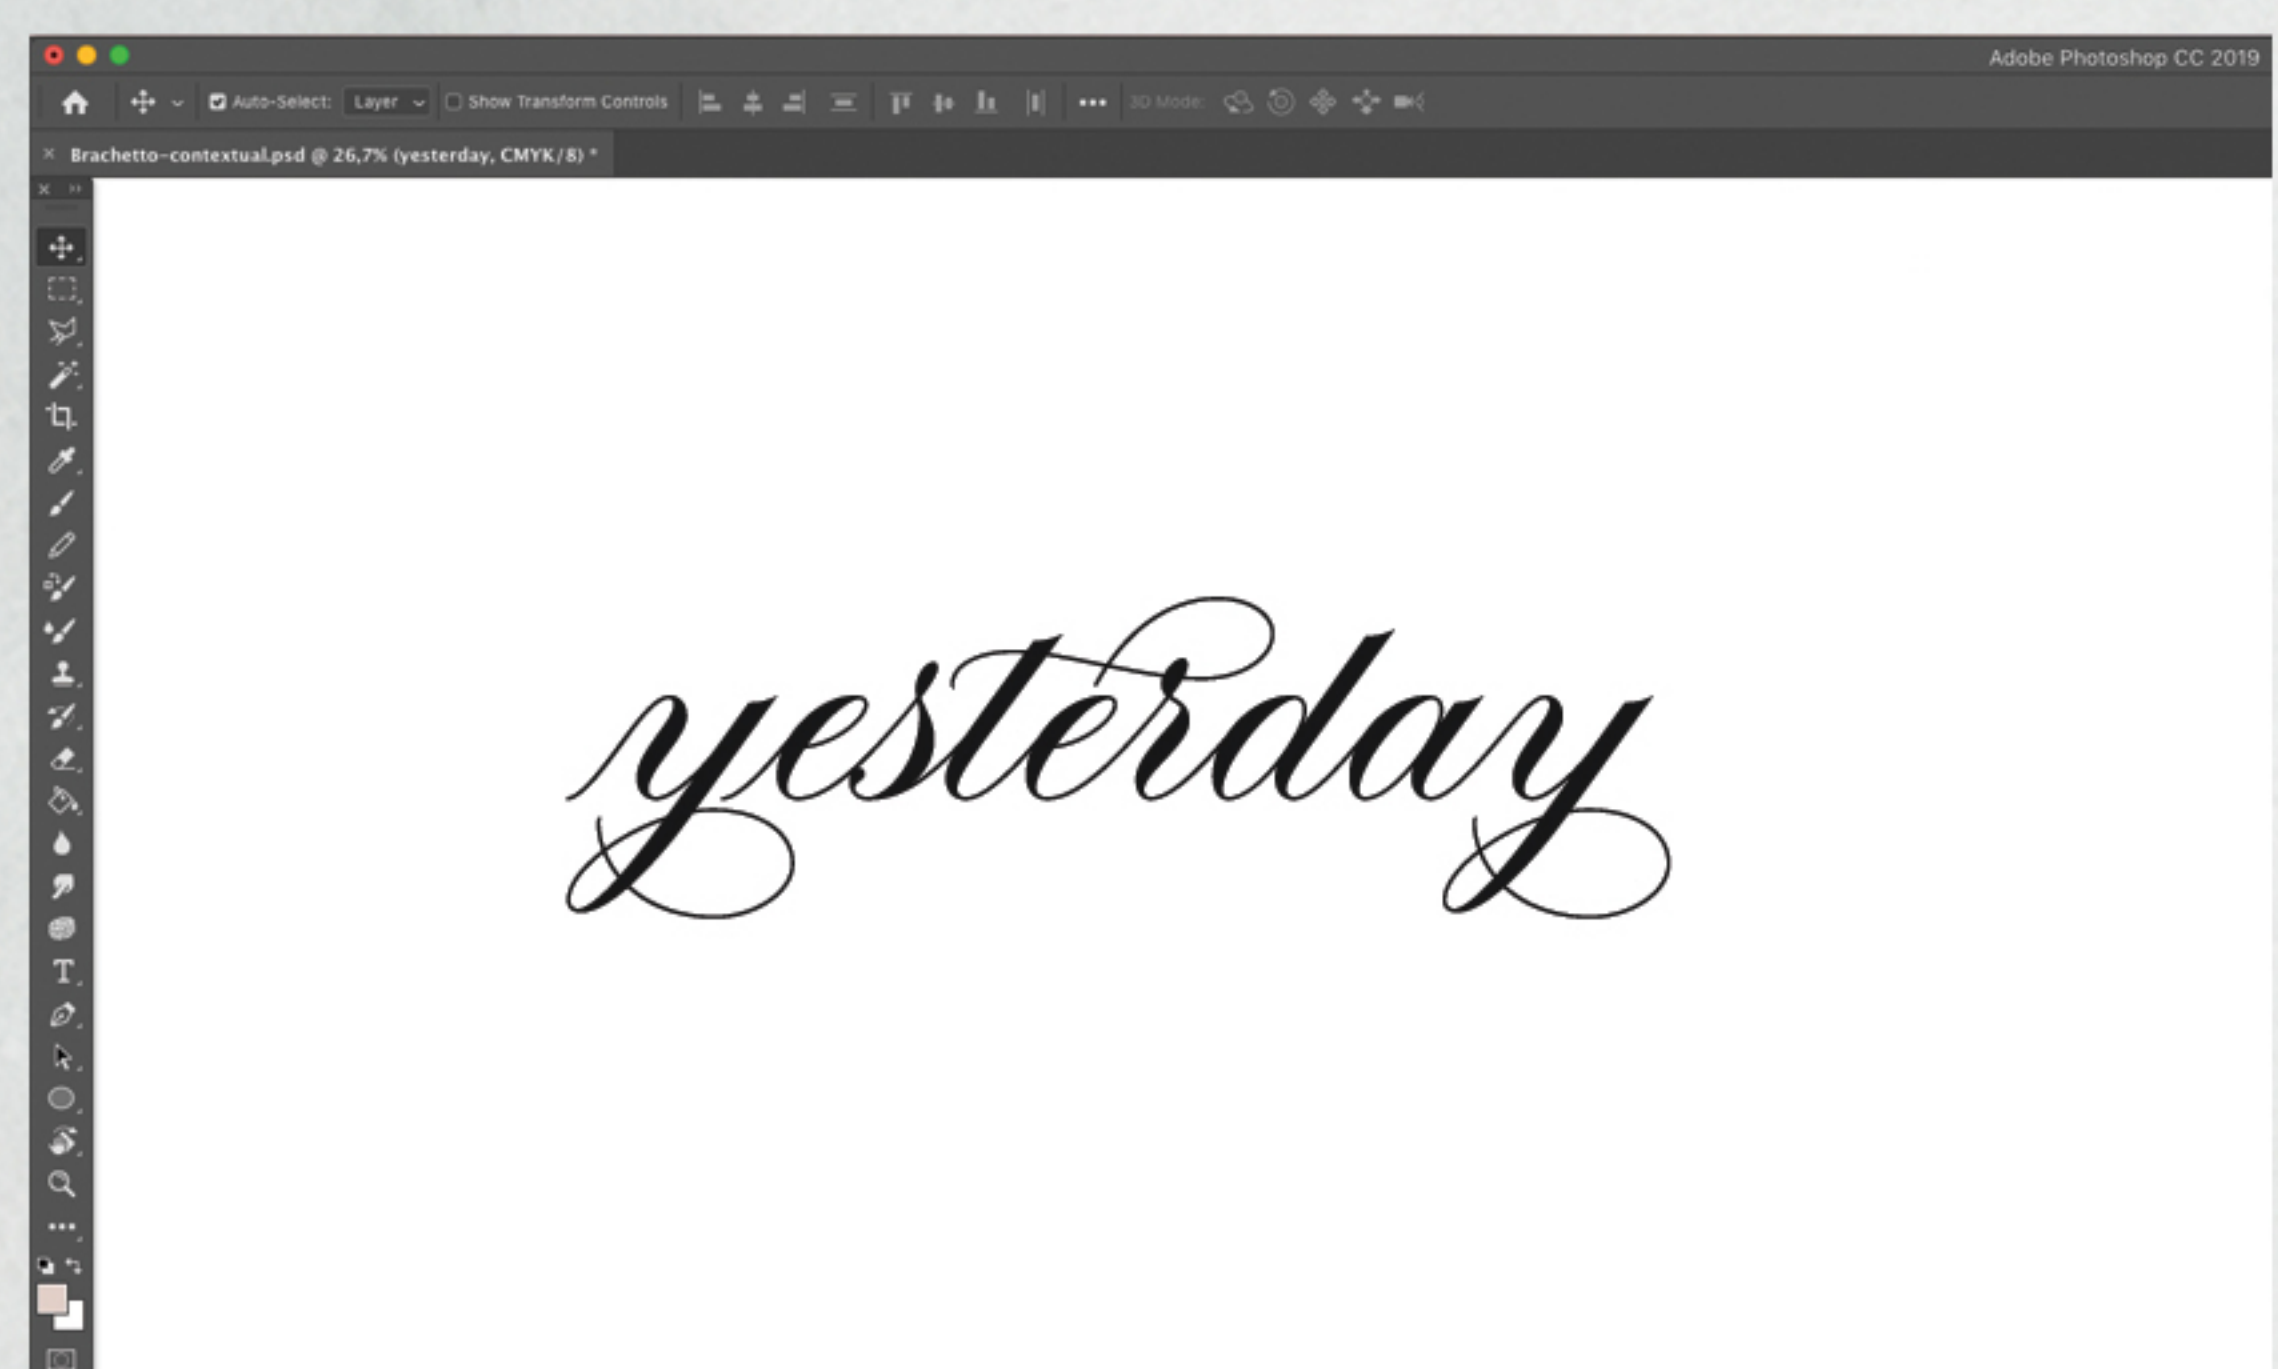 Adobe Photoshop CC 2019
Auto-Select: Layer Show Transform Controls 3D Mode:
Brachetto-contextual.psd @ 26,7% (yesterday, CMYK/8) *
yesterday